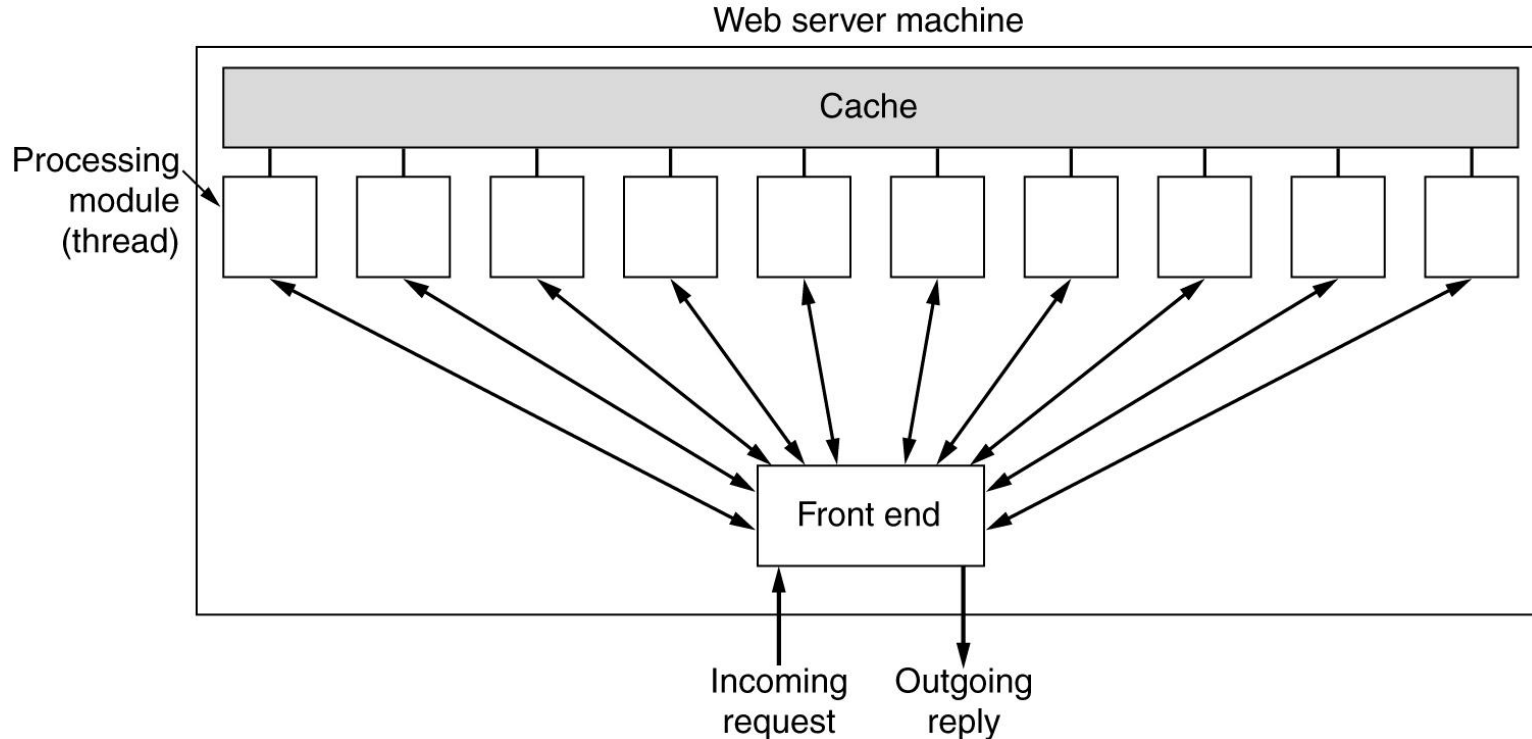 Web server machine
Cache
Processing
module
(thread)
Front end
Incoming
request
Outgoing
reply